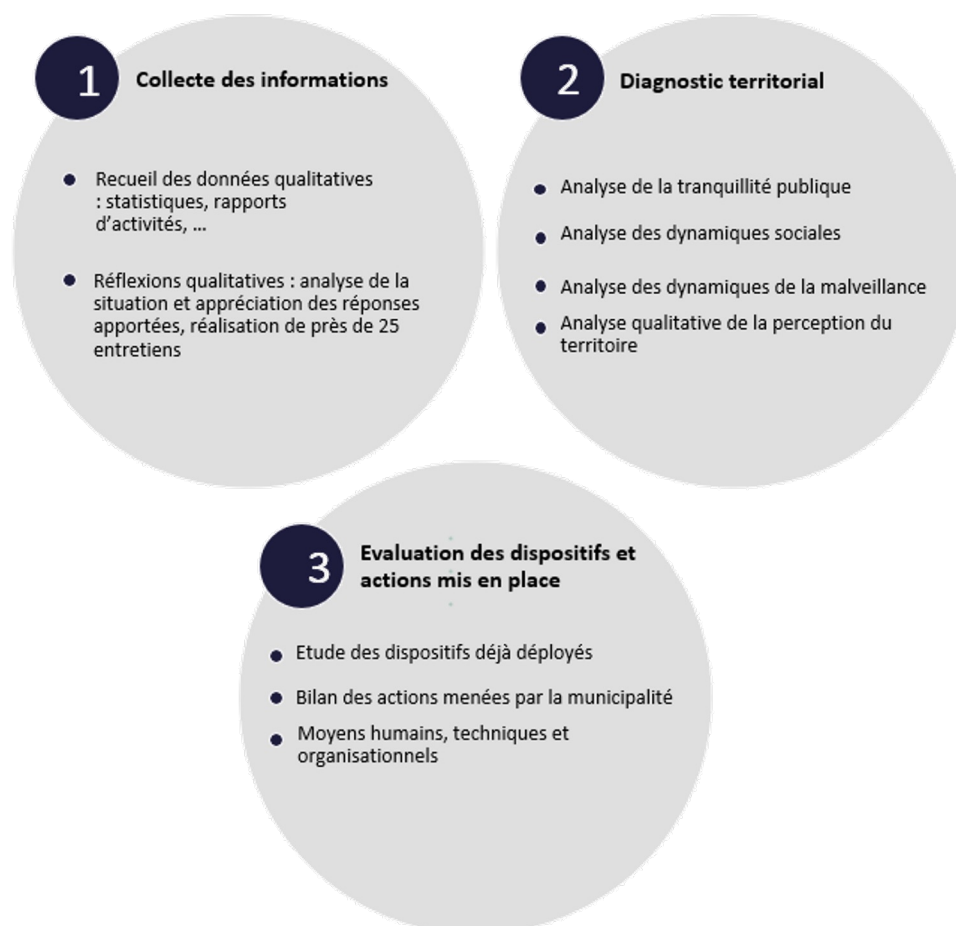 1
Collecte des informations
Recueil des données qualitatives
: statistiques, rapports
d'activités, ...
Réflexions qualitatives : analyse de la
situation et appréciation des réponses
apportées, réalisation de près de 25
entretiens
2
Diagnostic territorial
Analyse de la tranquillité publique
Analyse des dynamiques sociales
Analyse des dynamiques de la malveillance
Analyse qualitative de la perception du
territoire
3
Evaluation des dispositifs et
actions mis en place
Etude des dispositifs déjà déployés
Bilan des actions menées par la municipalité
Moyens humains, techniques et
organisationnels